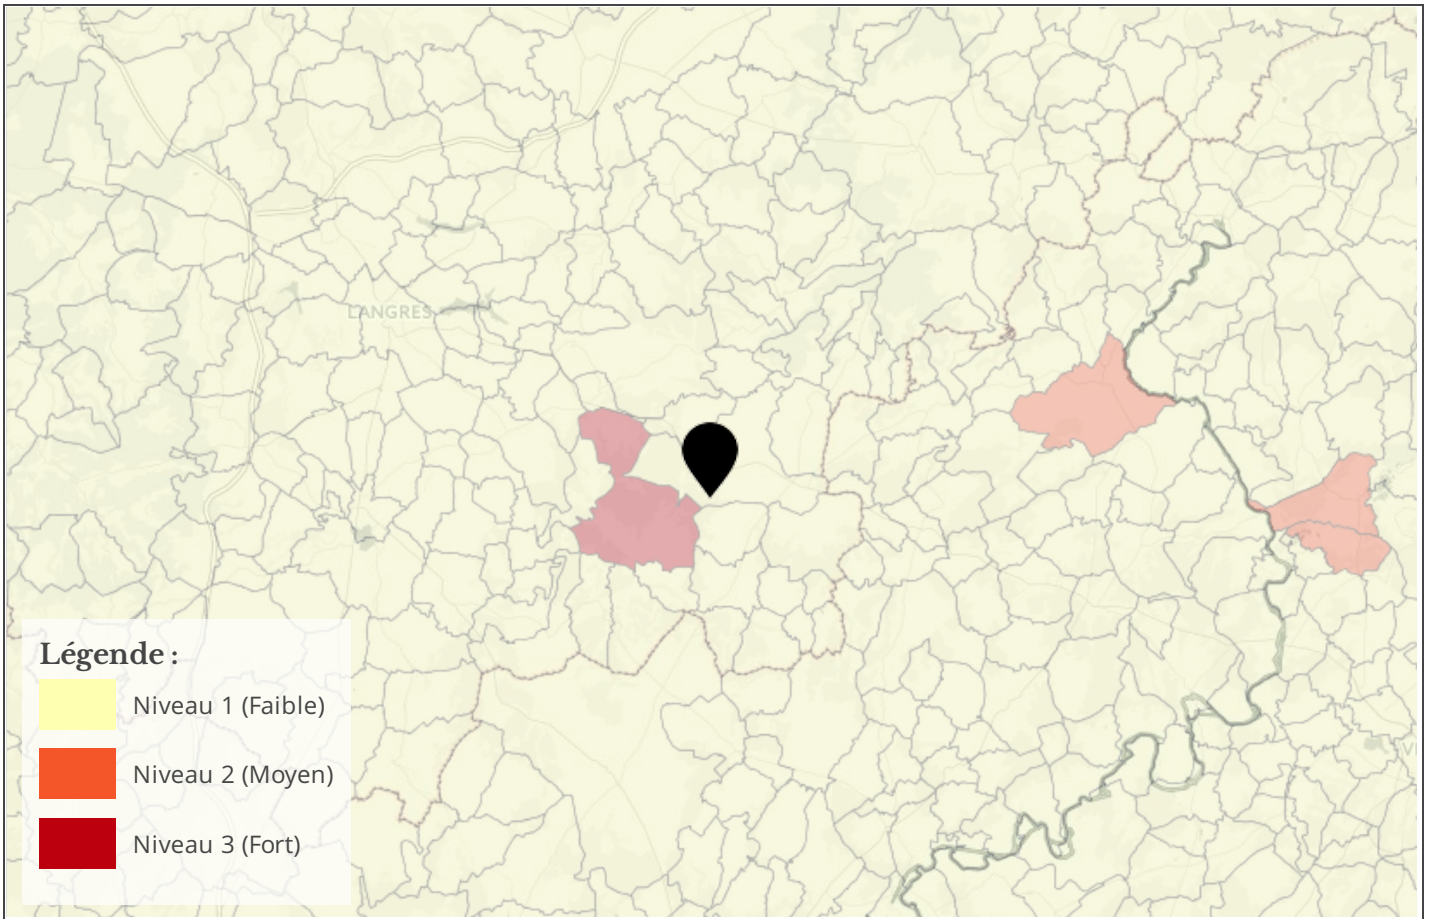 LANGRES
Légende :
Niveau 1 (Faible)
Niveau 2 (Moyen)
Niveau 3 (Fort)